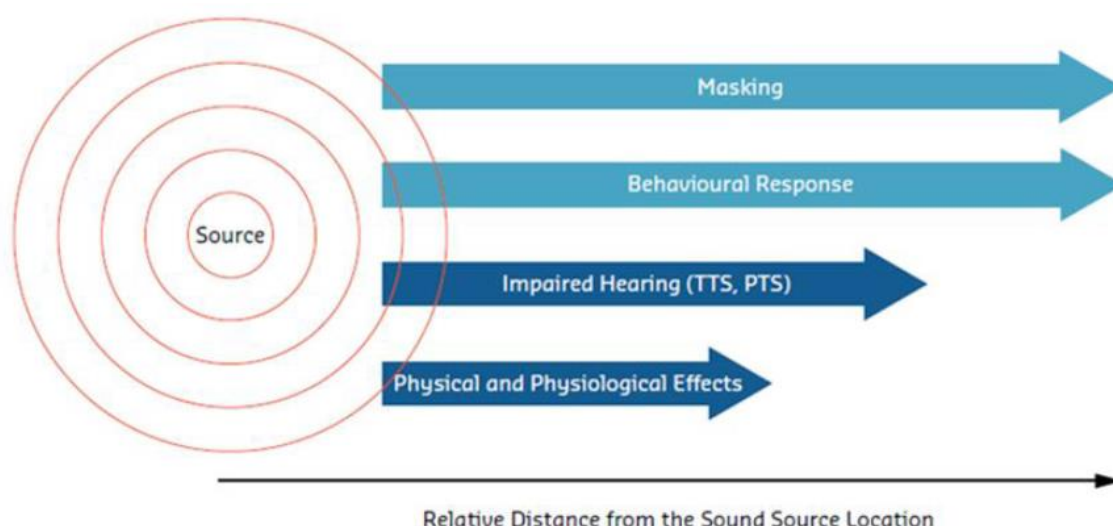 Masking
Behavioural Response
Source
Impaired Hearing (TTS, PTS)
Physical and Physiological Effects
Relative Distance from the Sound Source Location